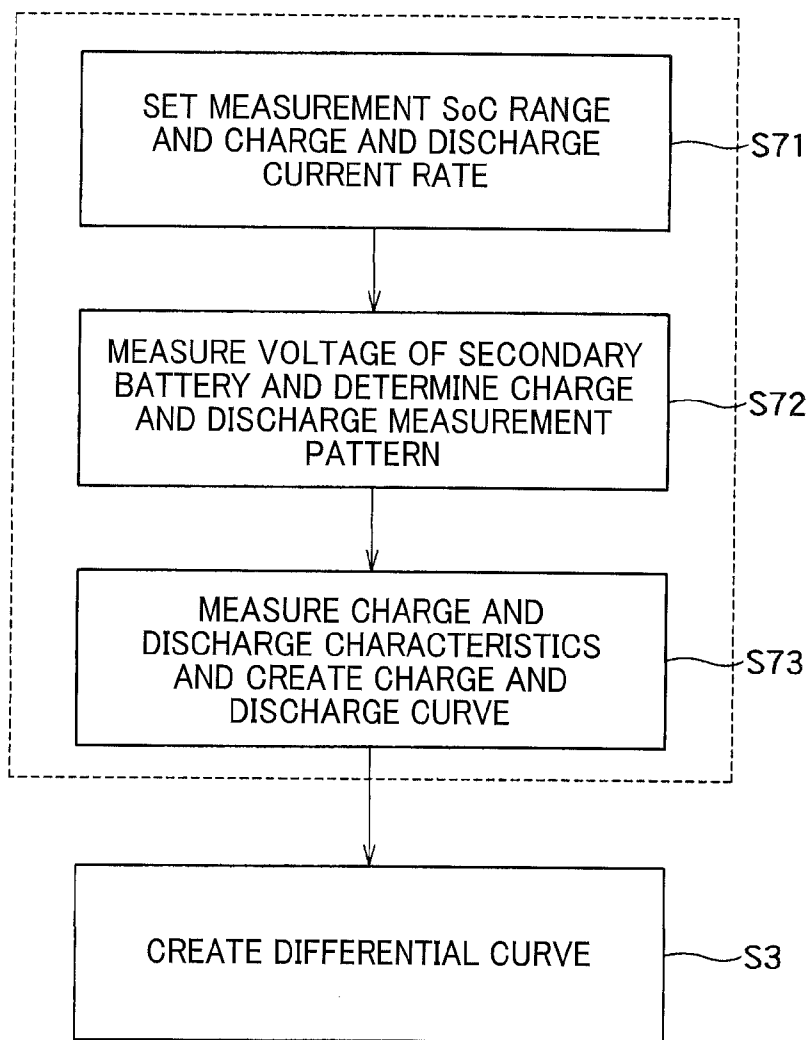 SET MEASUREMENT SoC RANGE
AND CHARGE AND DISCHARGE
CURRENT RATE
S71
MEASURE VOLTAGE OF SECONDARY
BATTERY AND DETERMINE CHARGE
AND DISCHARGE MEASUREMENT
PATTERN
S72
MEASURE CHARGE AND
DISCHARGE CHARACTERISTICS
AND CREATE CHARGE AND
DISCHARGE CURVE
S73
CREATE DIFFERENTIAL CURVE
S3